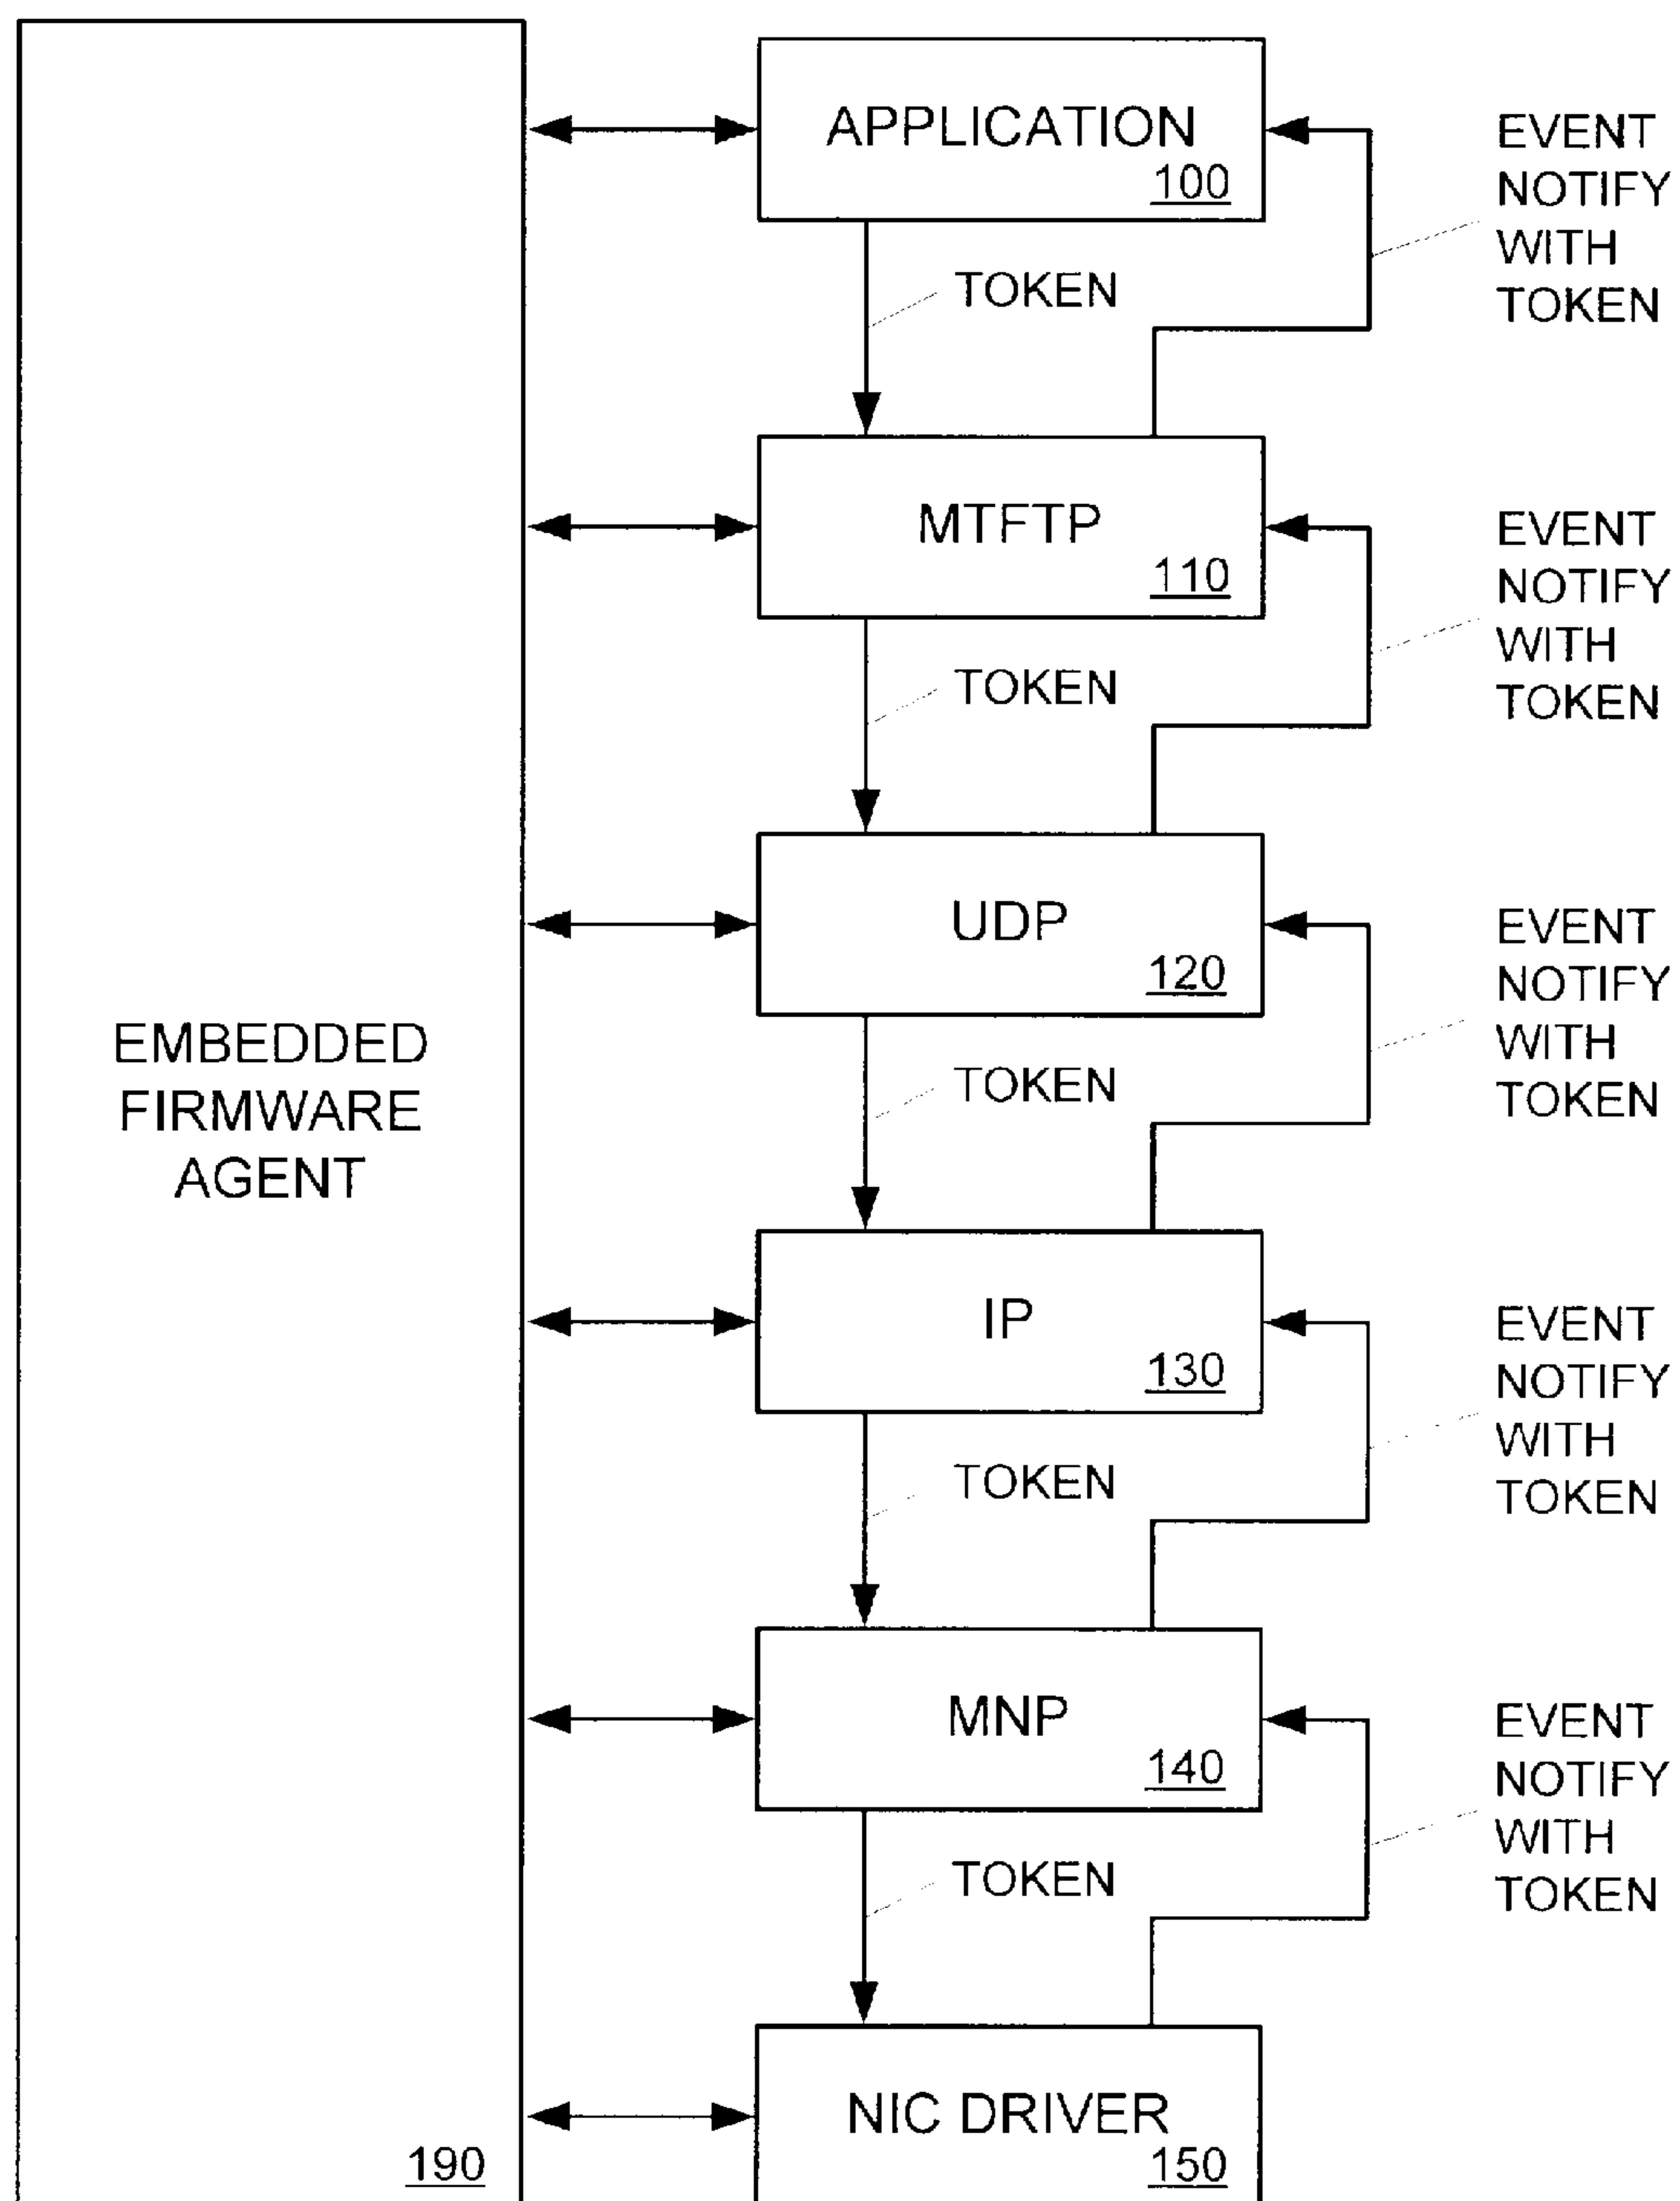 APPLICATION
100
EVENT
NOTIFY
WITH
TOKEN
TOKEN
MTFTP
110
EVENT
NOTIFY
WITH
TOKEN
TOKEN
UDP
120
EVENT
NOTIFY
WITH
TOKEN
TOKEN
EMBEDDED
FIRMWARE
AGENT
190
IP
130
EVENT
NOTIFY
WITH
TOKEN
TOKEN
MNP
140
EVENT
NOTIFY
WITH
TOKEN
TOKEN
NIC DRIVER
150